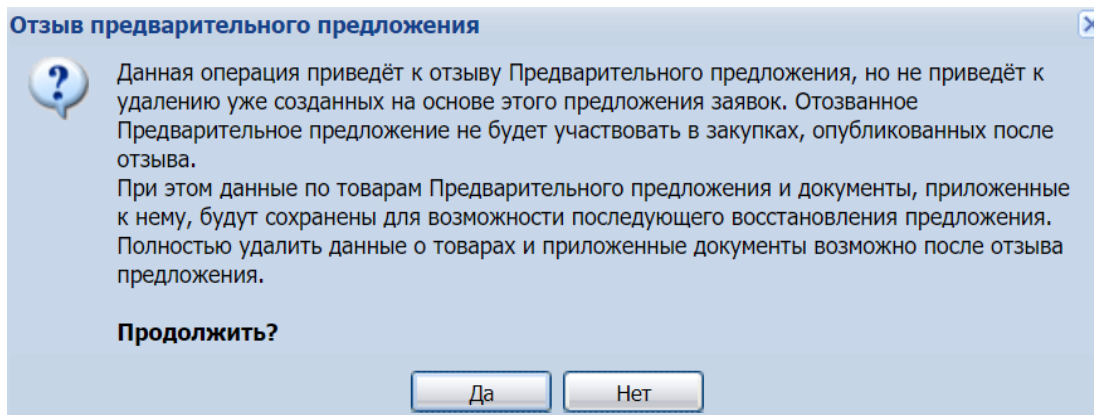 Отзыв предварительного предложения
Данная операция приведёт к отзыву Предварительного предложения, но не приведёт к
удалению уже созданных на основе этого предложения заявок. Отозванное
Предварительное предложение не будет участвовать в закупках, опубликованных после
отзыва.
При этом данные по товарам Предварительного предложения и документы, приложенные
к нему, будут сохранены для возможности последующего восстановления предложения.
Полностью удалить данные о товарах и приложенные документы возможно после отзыва
предложения.
Продолжить?
Да
Нет